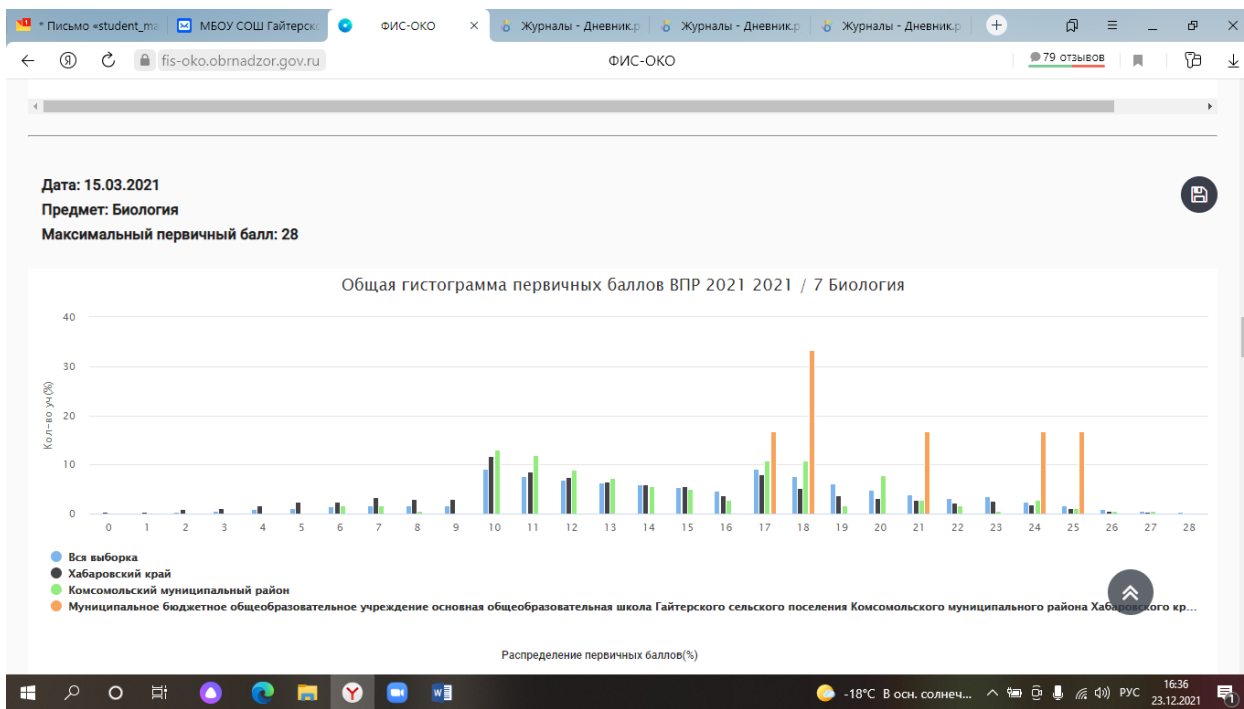 * Письмо «student_ma
МБОУ СОШ Гайтерско
ФИС-ОКО
Журналы - Дневник.р
Журналы - Дневник.р
Журналы - Дневник.р
fis-oko.obrnadzor.gov.ru
ФИС-ОКО
79 отзывов
Дата: 15.03.2021
Предмет: Биология
Максимальный первичный балл: 28
Общая гистограмма первичных баллов ВПР 2021 2021 / 7 Биология
Кол-во уч(%)
40
30
20
10
0
0 1 2 3 4 5 6 7 8 9 10 11 12 13 14 15 16 17 18 19 20 21 22 23 24 25 26 27 28
Вся выборка
Хабаровский край
Комсомольский муниципальный район
Муниципальное бюджетное общеобразовательное учреждение основная общеобразовательная школа Гайтерского сельского поселения Комсомольского муниципального района Хабаровского кр...
Распределение первичных баллов(%)
-18°C В осн. солнеч...
РУС
16:36
23.12.2021